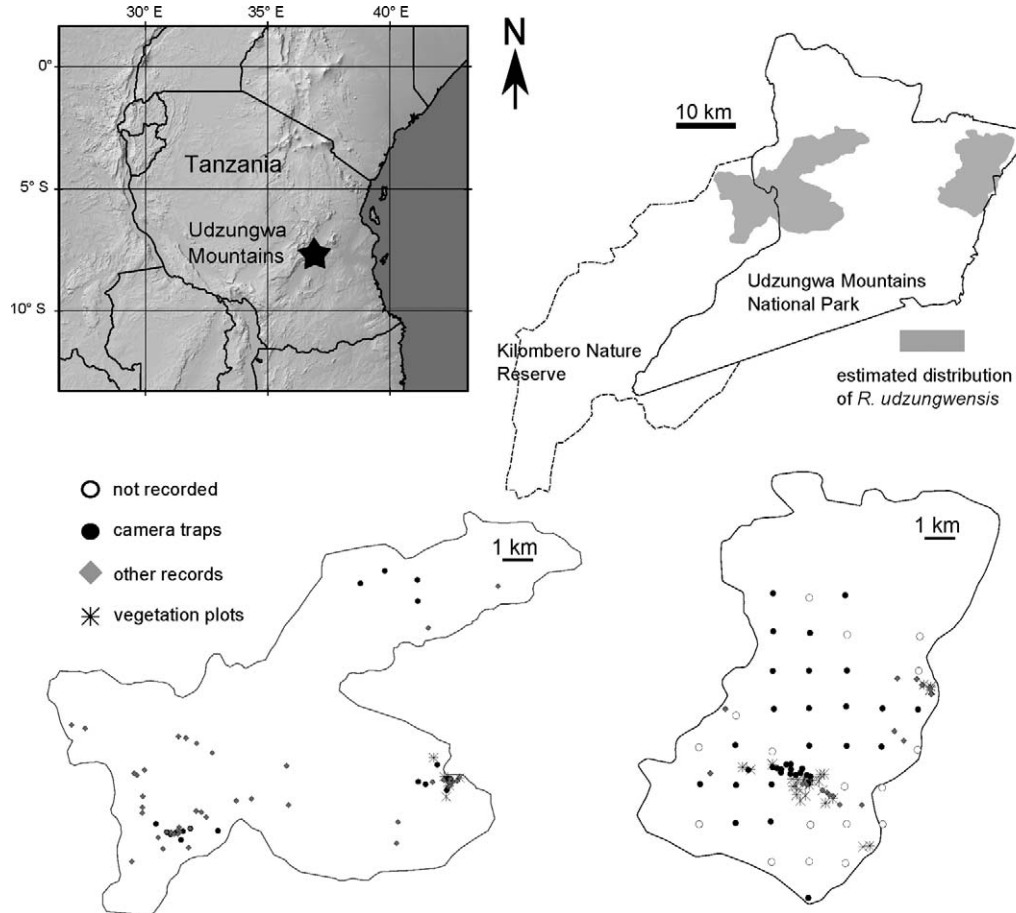 30° E
35° E
40° E
0°
5° S
10° S
Tanzania
Udzungwa
Mountains
N
10 km
Udzungwa Mountains
National Park
Kilombero Nature
Reserve
estimated distribution
of R. udzungwensis
not recorded
camera traps
other records
vegetation plots
1 km
1 km